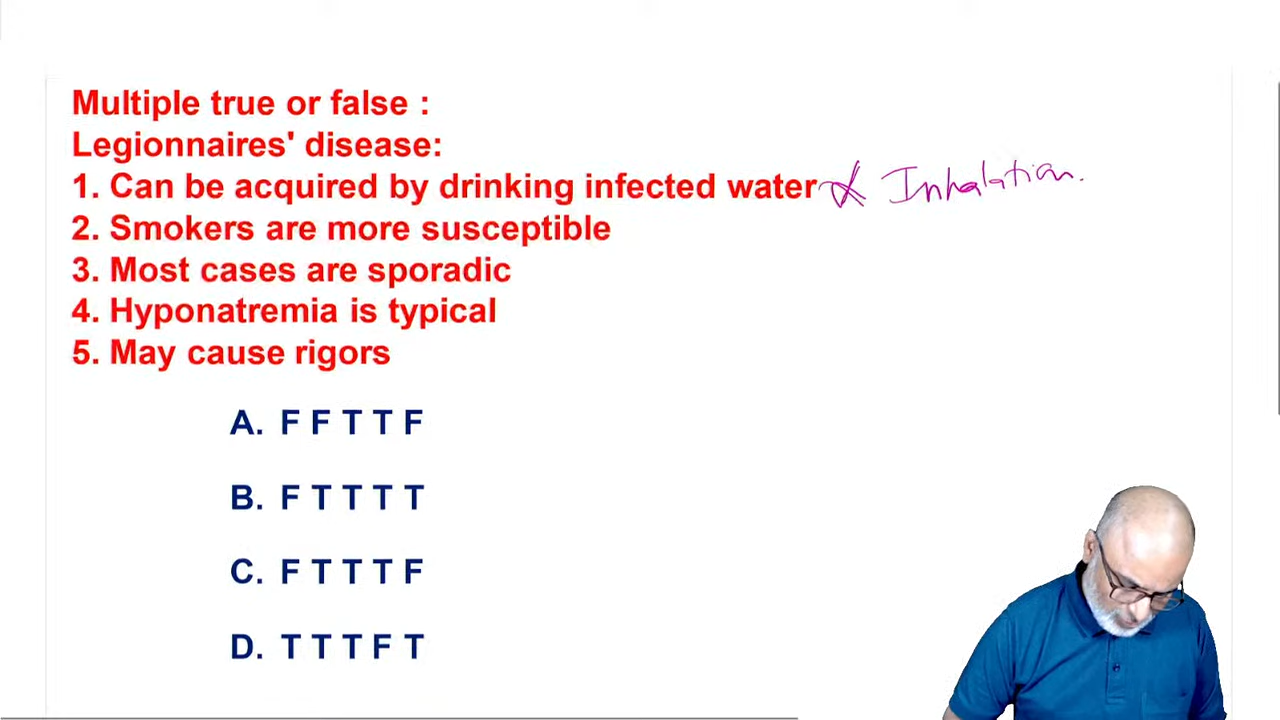 Multiple true or false :
Legionnaires' disease:
1. Can be acquired by drinking infected water Inhalation.
2. Smokers are more susceptible
3. Most cases are sporadic
4. Hyponatremia is typical
5. May cause rigors
A. F F T T F
B. F T T T T
C. F T T T F
D. T T T F T